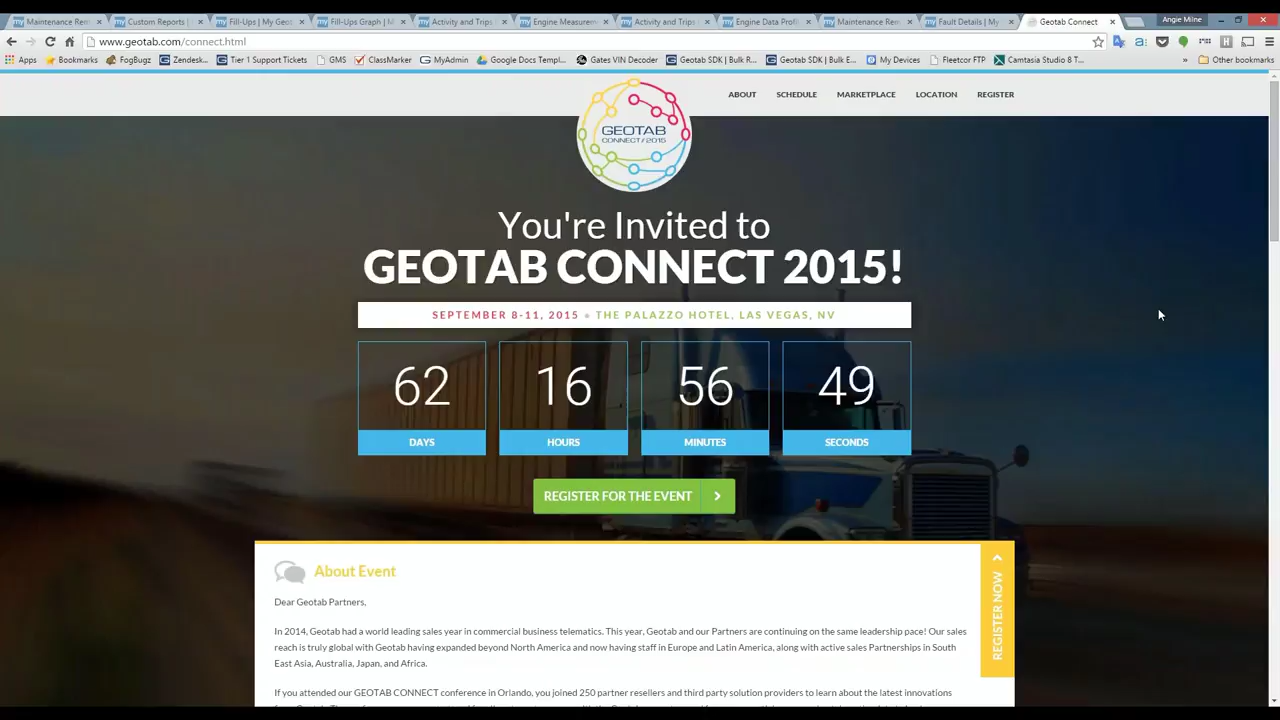 Maintenance Rem
Custom Reports |
Fill-Ups | My Geot
Fill-Ups Graph | M
Activity and Trips
Engine Measurem
Activity and Trips
Engine Data Profil
Maintenance Rem
Fault Details | My
Geotab Connect
Angie Milne
www.geotab.com/connect.html
Apps
Bookmarks
FogBugz
Zendesk...
Tier 1 Support Tickets
GMS
ClassMarker
MyAdmin
Google Docs Templ...
Gates VIN Decoder
Geotab SDK | Bulk R...
Geotab SDK | Bulk E...
My Devices
Fleetcor FTP
Camtasia Studio 8 T...
»
Other bookmarks
ABOUT
SCHEDULE
MARKETPLACE
LOCATION
REGISTER
GEOTAB
CONNECT / 2015
You're Invited to
GEOTAB CONNECT 2015!
SEPTEMBER 8-11, 2015 • THE PALAZZO HOTEL, LAS VEGAS, NV
62 16 56 49
DAYS HOURS MINUTES SECONDS
REGISTER FOR THE EVENT
REGISTER NOW
About Event
Dear Geotab Partners,
In 2014, Geotab had a world leading sales year in commercial business telematics. This year, Geotab and our Partners are continuing on the same leadership pace! Our sales
reach is truly global with Geotab having expanded beyond North America and now having staff in Europe and Latin America, along with active sales Partnerships in South
East Asia, Australia, Japan, and Africa.
If you attended our GEOTAB CONNECT conference in Orlando, you joined 250 partner resellers and third party solution providers to learn about the latest innovations